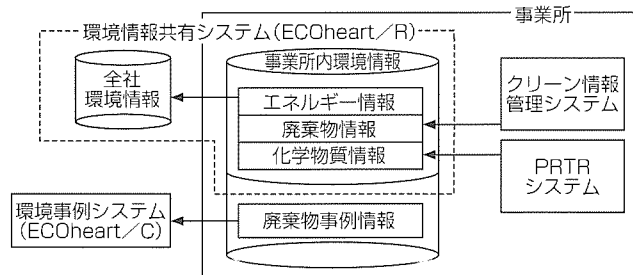 事業所
環境情報共有システム(ECOheart/R)
全社
環境情報
事業所内環境情報
エネルギー情報
廃棄物情報
化学物質情報
クリーン情報
管理システム
PRTR
システム
環境事例システム
(ECOheart/C)
廃棄物事例情報